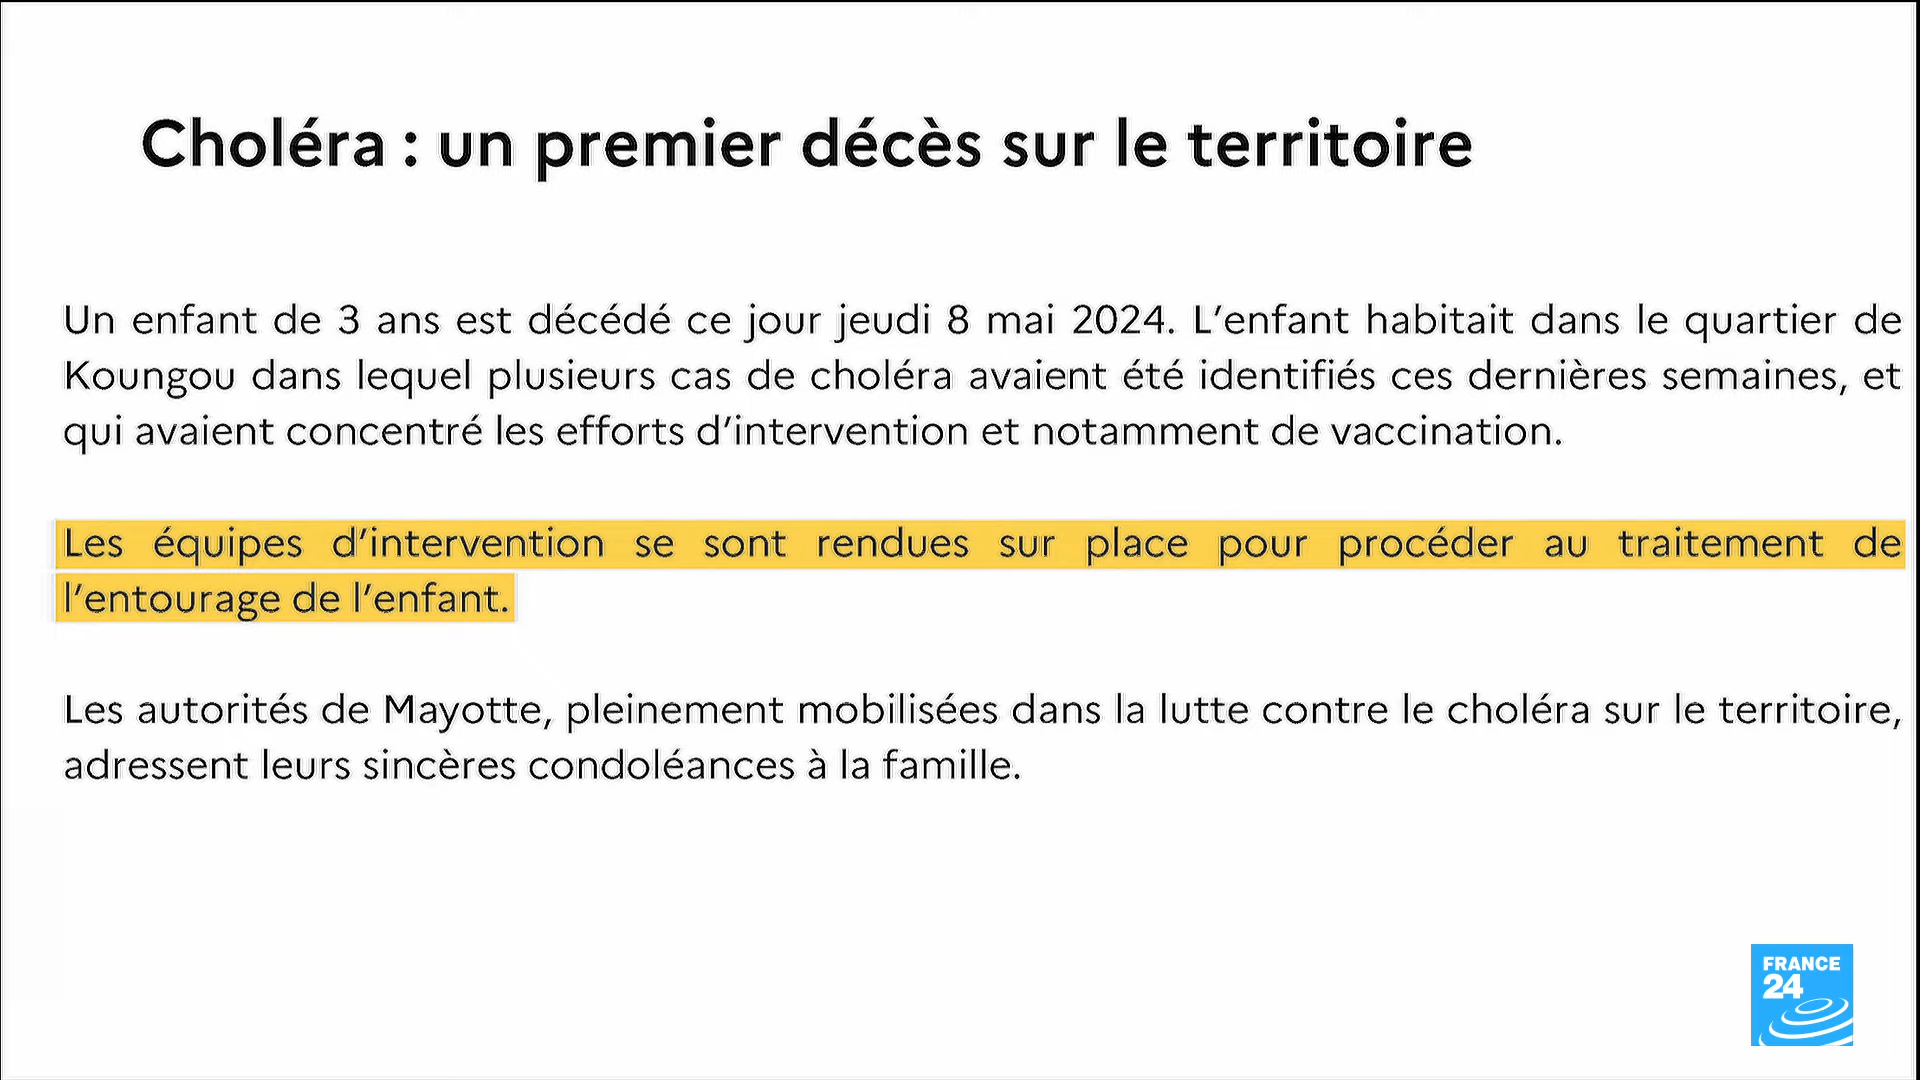 Choléra : un premier décès sur le territoire
Un enfant de 3 ans est décédé ce jour jeudi 8 mai 2024. L’enfant habitait dans le quartier de
Koungou dans lequel plusieurs cas de choléra avaient été identifiés ces dernières semaines, et
qui avaient concentré les efforts d’intervention et notamment de vaccination.
Les équipes d’intervention se sont rendues sur place pour procéder au traitement de
l’entourage de l’enfant.
Les autorités de Mayotte, pleinement mobilisées dans la lutte contre le choléra sur le territoire,
adressent leurs sincères condoléances à la famille.
FRANCE
24